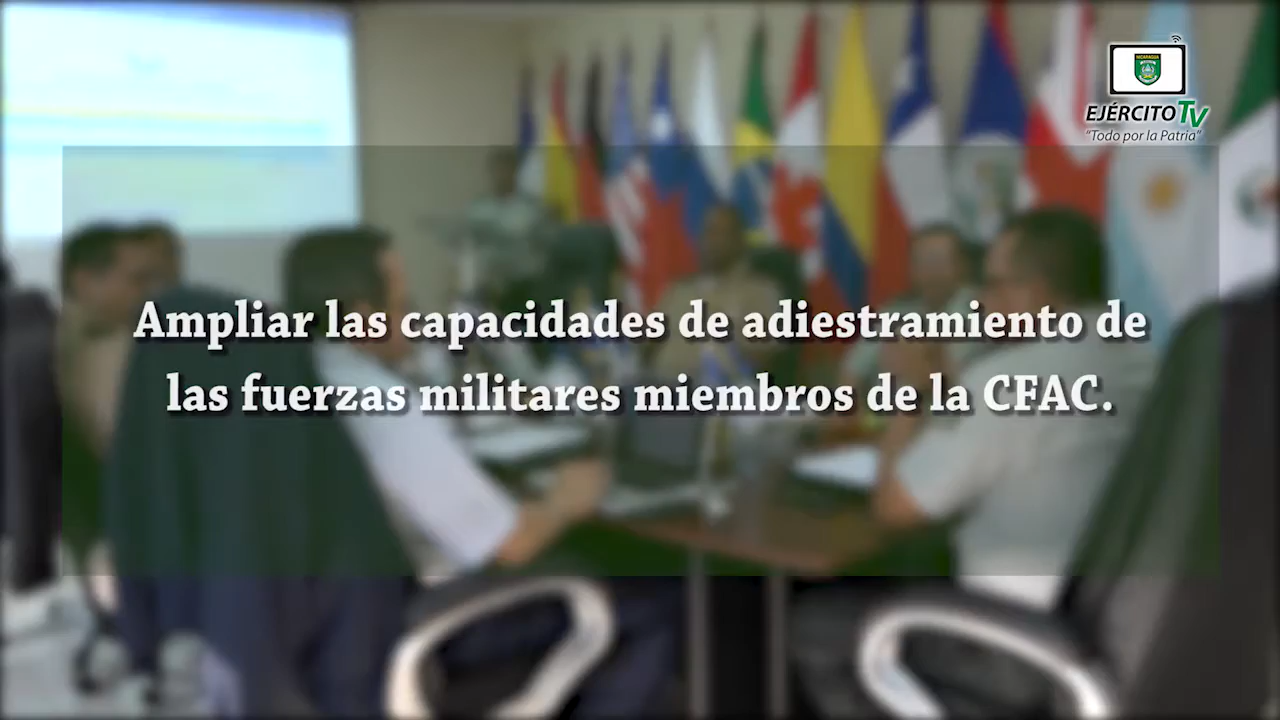 NICARAGUA
EJÉRCITO TV
"Todo por la Patria"
Ampliar las capacidades de adiestramiento de
las fuerzas militares miembros de la CFAC.